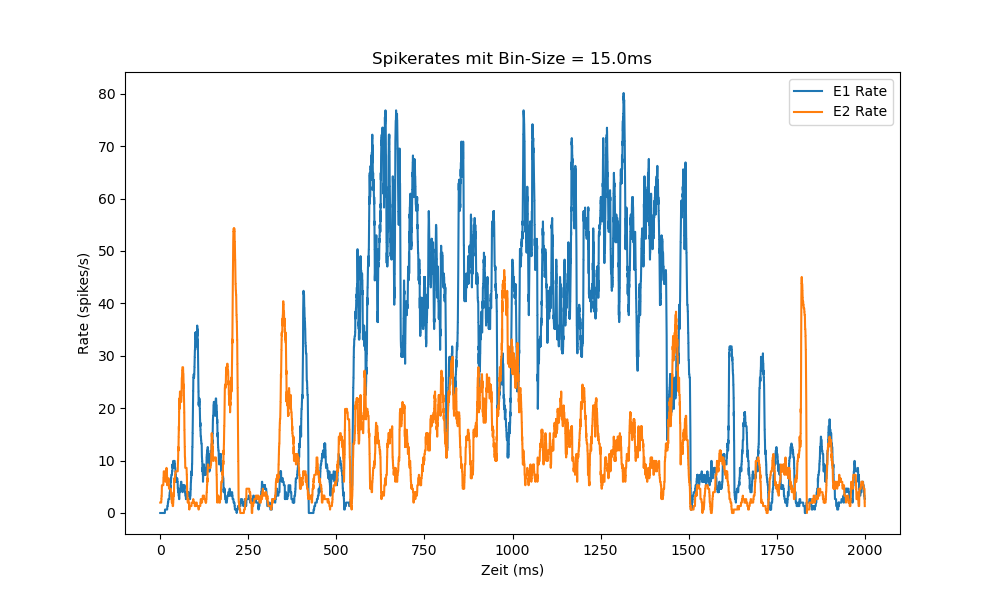 Spikerates mit Bin-Size = 15.0ms
E1 Rate
E2 Rate
80
70
60
50
40
30
20
10
0
Rate (spikes/s)
0 250 500 750 1000 1250 1500 1750 2000
Zeit (ms)